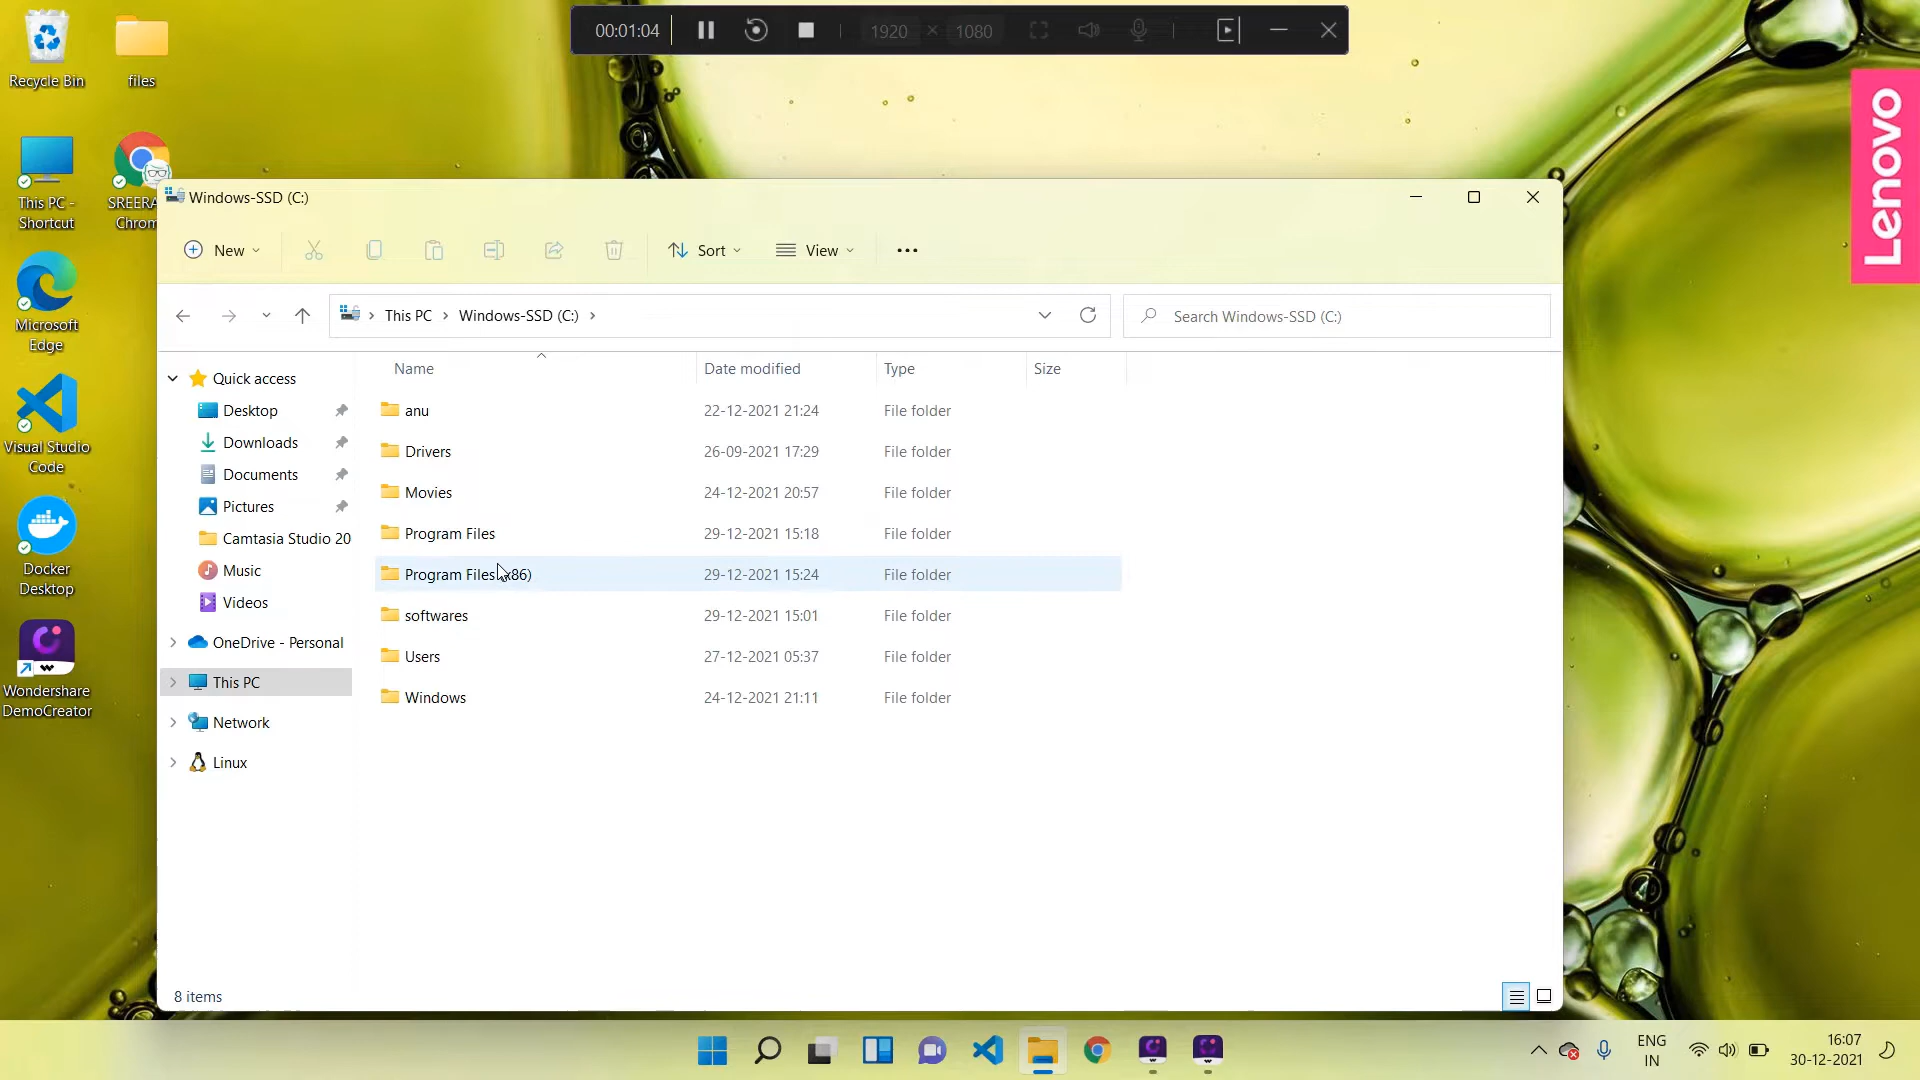 00:01:04
1920 × 1080
Recycle Bin
files
This PC -
Shortcut
SREERA
Chrom
Microsoft
Edge
Visual Studio
Code
Docker
Desktop
Wondershare
DemoCreator
Lenovo
Windows-SSD (C:)
New
Sort
View
This PC > Windows-SSD (C:) >
Search Windows-SSD (C:)
Quick access
Desktop
Downloads
Documents
Pictures
Camtasia Studio 20
Music
Videos
OneDrive - Personal
This PC
Network
Linux
Name Date modified Type Size
anu 22-12-2021 21:24 File folder
Drivers 26-09-2021 17:29 File folder
Movies 24-12-2021 20:57 File folder
Program Files 29-12-2021 15:18 File folder
Program Files (x86) 29-12-2021 15:24 File folder
softwares 29-12-2021 15:01 File folder
Users 27-12-2021 05:37 File folder
Windows 24-12-2021 21:11 File folder
8 items
ENG
IN
16:07
30-12-2021